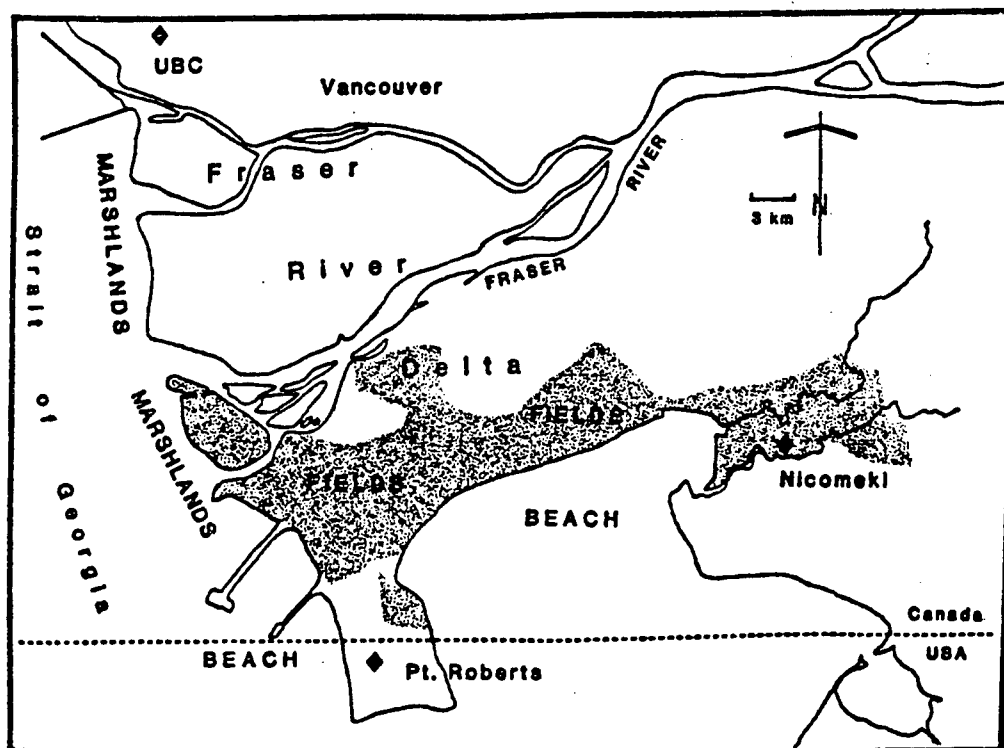 UBC
Vancouver
Fraser
RIVER
MARSHLANDS
3 km
N
Strait of Georgia
River
FRASER
Delta
MARSHLANDS
FIELDS
FIELDS
Nicomekl
BEACH
Canada
USA
BEACH
Pt. Roberts